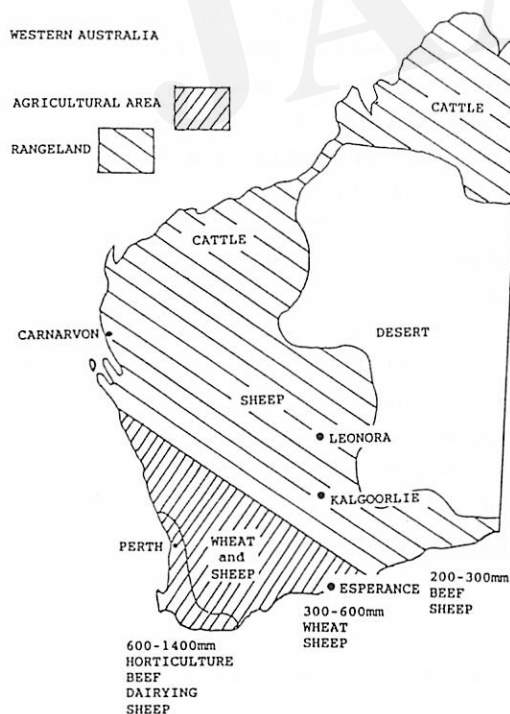 WESTERN AUSTRALIA
AGRICULTURAL AREA
RANGELAND
CATTLE
CATTLE
CARNARVON
DESERT
SHEEP
LEONORA
KALGOORLIE
PERTH
WHEAT
and
SHEEP
ESPERANCE
200-300mm
BEEF
SHEEP
300-600mm
WHEAT
SHEEP
600-1400mm
HORTICULTURE
BEEF
DAIRYING
SHEEP